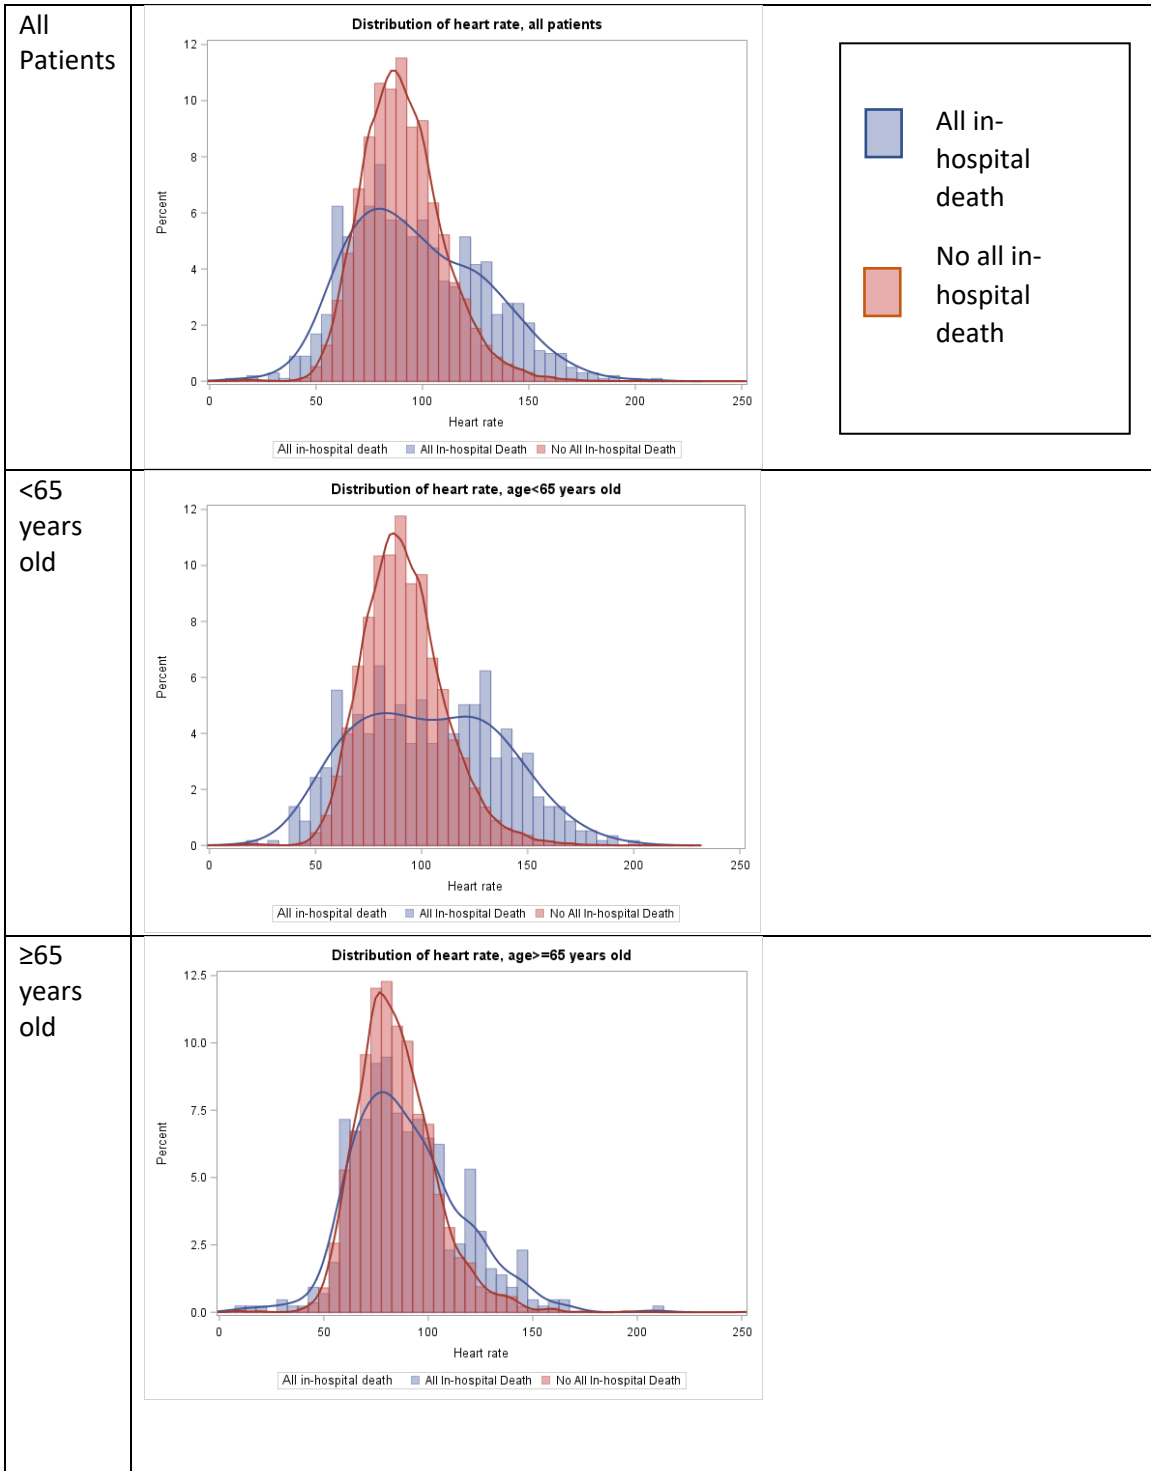 All
Patients
Distribution of heart rate, all patients
12
10
8
6
4
2
0
Percent
0 50 100 150 200 250
Heart rate
All in-hospital death All In-hospital Death No All In-hospital Death
All in-
hospital
death
No all in-
hospital
death
<65
years
old
Distribution of heart rate, age<65 years old
12
10
8
6
4
2
0
Percent
0 50 100 150 200 250
Heart rate
All in-hospital death All In-hospital Death No All In-hospital Death
≥65
years
old
Distribution of heart rate, age>=65 years old
12.5
10.0
7.5
5.0
2.5
0.0
Percent
0 50 100 150 200 250
Heart rate
All in-hospital death All In-hospital Death No All In-hospital Death